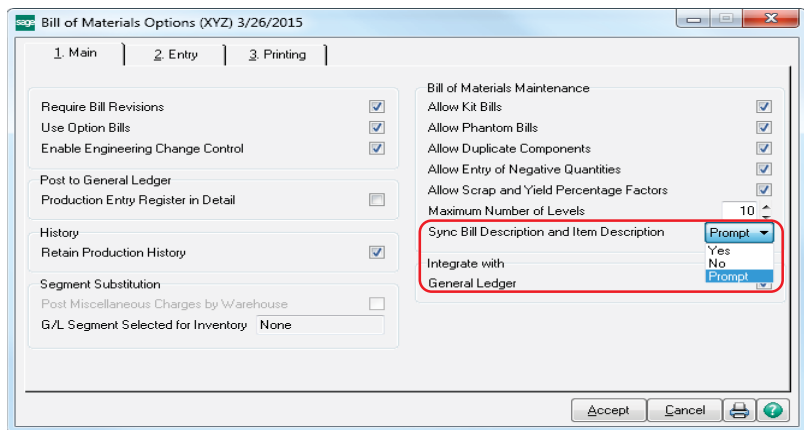 sage Bill of Materials Options (XYZ) 3/26/2015
1. Main 2. Entry 3. Printing
Require Bill Revisions
Use Option Bills
Enable Engineering Change Control
Post to General Ledger
Production Entry Register in Detail
History
Retain Production History
Segment Substitution
Post Miscellaneous Charges by Warehouse
G/L Segment Selected for Inventory None
Bill of Materials Maintenance
Allow Kit Bills
Allow Phantom Bills
Allow Duplicate Components
Allow Entry of Negative Quantities
Allow Scrap and Yield Percentage Factors
Maximum Number of Levels 10
Sync Bill Description and Item Description Prompt
Yes
No
Prompt
Integrate with
General Ledger
Accept Cancel